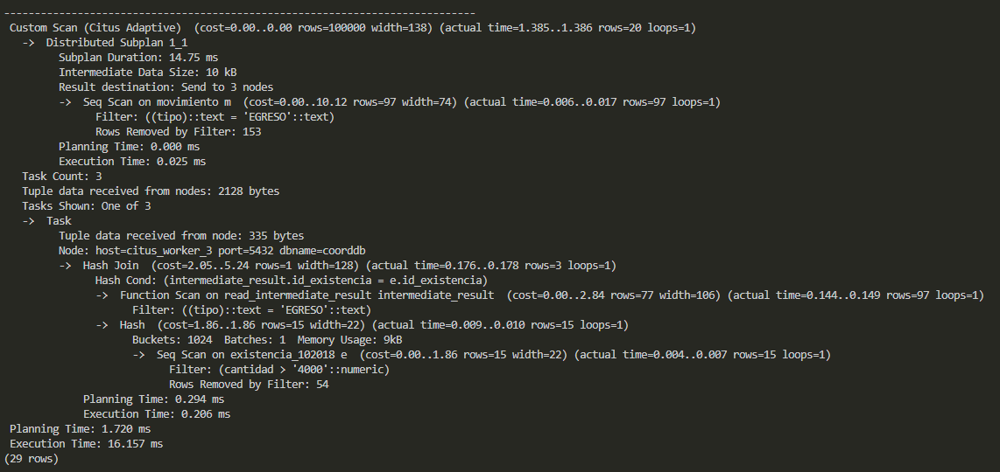 --------------------------------------------------------------------------------
Custom Scan (Citus Adaptive)  (cost=0.00..0.00 rows=100000 width=138) (actual time=1.385..1.386 rows=20 loops=1)
  ->  Distributed Subplan 1_1
        Subplan Duration: 14.75 ms
        Intermediate Data Size: 10 kB
        Result destination: Send to 3 nodes
        ->  Seq Scan on movimiento m  (cost=0.00..10.12 rows=97 width=74) (actual time=0.006..0.017 rows=97 loops=1)
              Filter: ((tipo)::text = 'EGRESO'::text)
              Rows Removed by Filter: 153
        Planning Time: 0.000 ms
        Execution Time: 0.025 ms
  Task Count: 3
  Tuple data received from nodes: 2128 bytes
  Tasks Shown: One of 3
  ->  Task
        Tuple data received from node: 335 bytes
        Node: host=citus_worker_3 port=5432 dbname=coorddb
        ->  Hash Join  (cost=2.05..5.24 rows=1 width=128) (actual time=0.176..0.178 rows=3 loops=1)
              Hash Cond: (intermediate_result.id_existencia = e.id_existencia)
              ->  Function Scan on read_intermediate_result intermediate_result  (cost=0.00..2.84 rows=77 width=106) (actual time=0.144..0.149 rows=97 loops=1)
                    Filter: ((tipo)::text = 'EGRESO'::text)
              ->  Hash  (cost=1.86..1.86 rows=15 width=22) (actual time=0.009..0.010 rows=15 loops=1)
                    Buckets: 1024  Batches: 1  Memory Usage: 9kB
                    ->  Seq Scan on existencia_102018 e  (cost=0.00..1.86 rows=15 width=22) (actual time=0.004..0.007 rows=15 loops=1)
                          Filter: (cantidad > '4000'::numeric)
                          Rows Removed by Filter: 54
            Planning Time: 0.294 ms
            Execution Time: 0.206 ms
Planning Time: 1.720 ms
Execution Time: 16.157 ms
(29 rows)